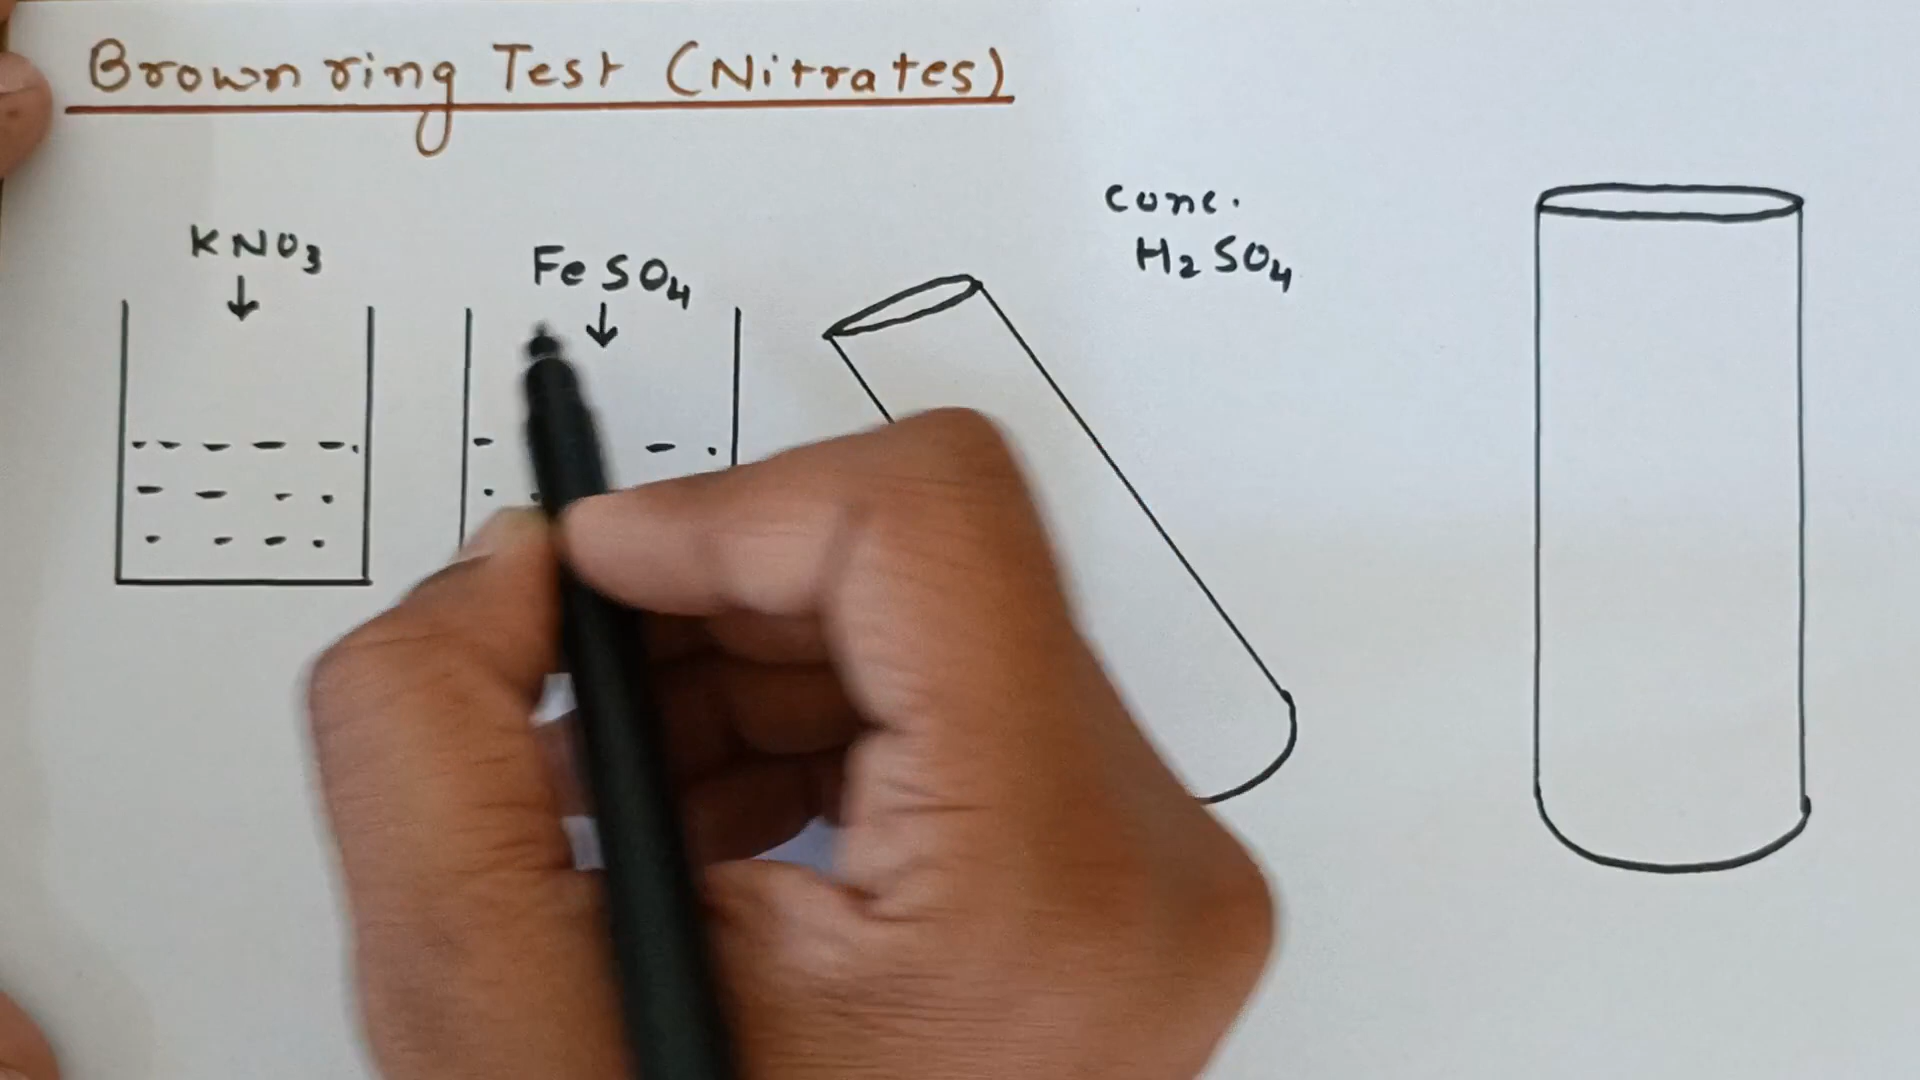 Brown ring Test (Nitrates)
conc.
H2SO4
KNO3
FeSO4